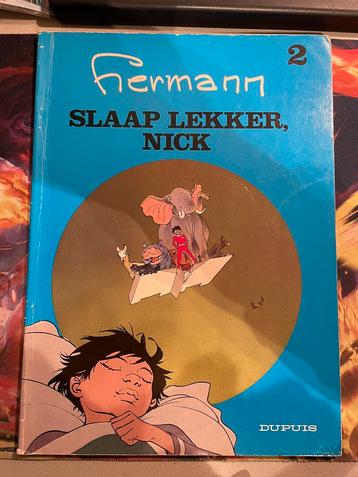 2
Hermann
SLAAP LEKKER,
NICK
DUPUIS